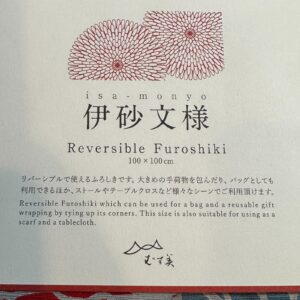 isa-monyo
伊砂文様
Reversible Furoshiki
100×100cm
リバーシブルで使えるふろしきです。大きめの手荷物を包んだり、バッグとしても
利用できるほか、ストールやテーブルクロスなど様々なシーンでご利用頂けます。
Reversible Furoshiki which can be used for a bag and a reusable gift
wrapping by tying up its corners. This size is also suitable for using as a
scarf and a tablecloth.
むす美